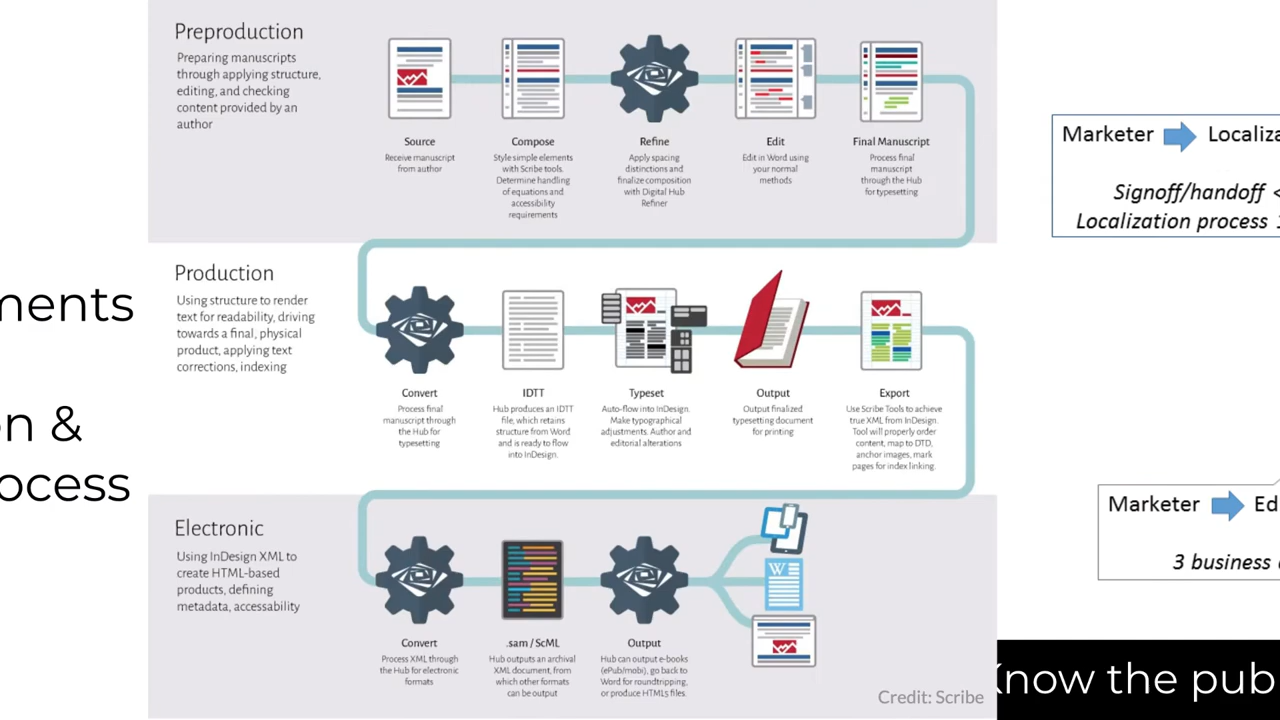 Preproduction
Preparing manuscripts
through applying structure,
editing, and checking
content provided by an
author
Source
Receive manuscript
from author
Compose
Style simple elements
with Scribe tools.
Determine handling
of equations and
accessibility
requirements
Refine
Apply spacing
distinctions and
finalize composition
with Digital Hub
Refiner
Edit
Edit in Word using
your normal
methods
Final Manuscript
Process final
manuscript
through the Hub
for typesetting
Production
Using structure to render
text for readability, driving
towards a final, physical
product, applying text
corrections, indexing
Convert
Process final
manuscript through
the Hub for
typesetting
IDTT
Hub produces an IDTT
file, which retains
structure from Word
and is ready to flow
into InDesign.
Typeset
Auto-flow into InDesign.
Make typographical
adjustments. Author and
editorial alterations
Output
Output finalized
typesetting document
for printing
Export
Use Scribe Tools to achieve
true XML from InDesign.
Tool will properly order
content, map to DTD,
anchor images, mark
pages for index linking.
Electronic
Using InDesign XML to
create HTML-based
products, defining
metadata, accessability
Convert
Process XML through
the Hub for electronic
formats
.sam / ScML
Hub outputs an archival
XML document, from
which other formats
can be output
Output
Hub can output e-books
(ePub/mobi), go back to
Word for roundtripping,
or produce HTML5 files.
W
Credit: Scribe
ments
on &
ocess
Marketer Localiza
Signoff/handoff <
Localization process
Marketer Ed
3 business
Know the pub